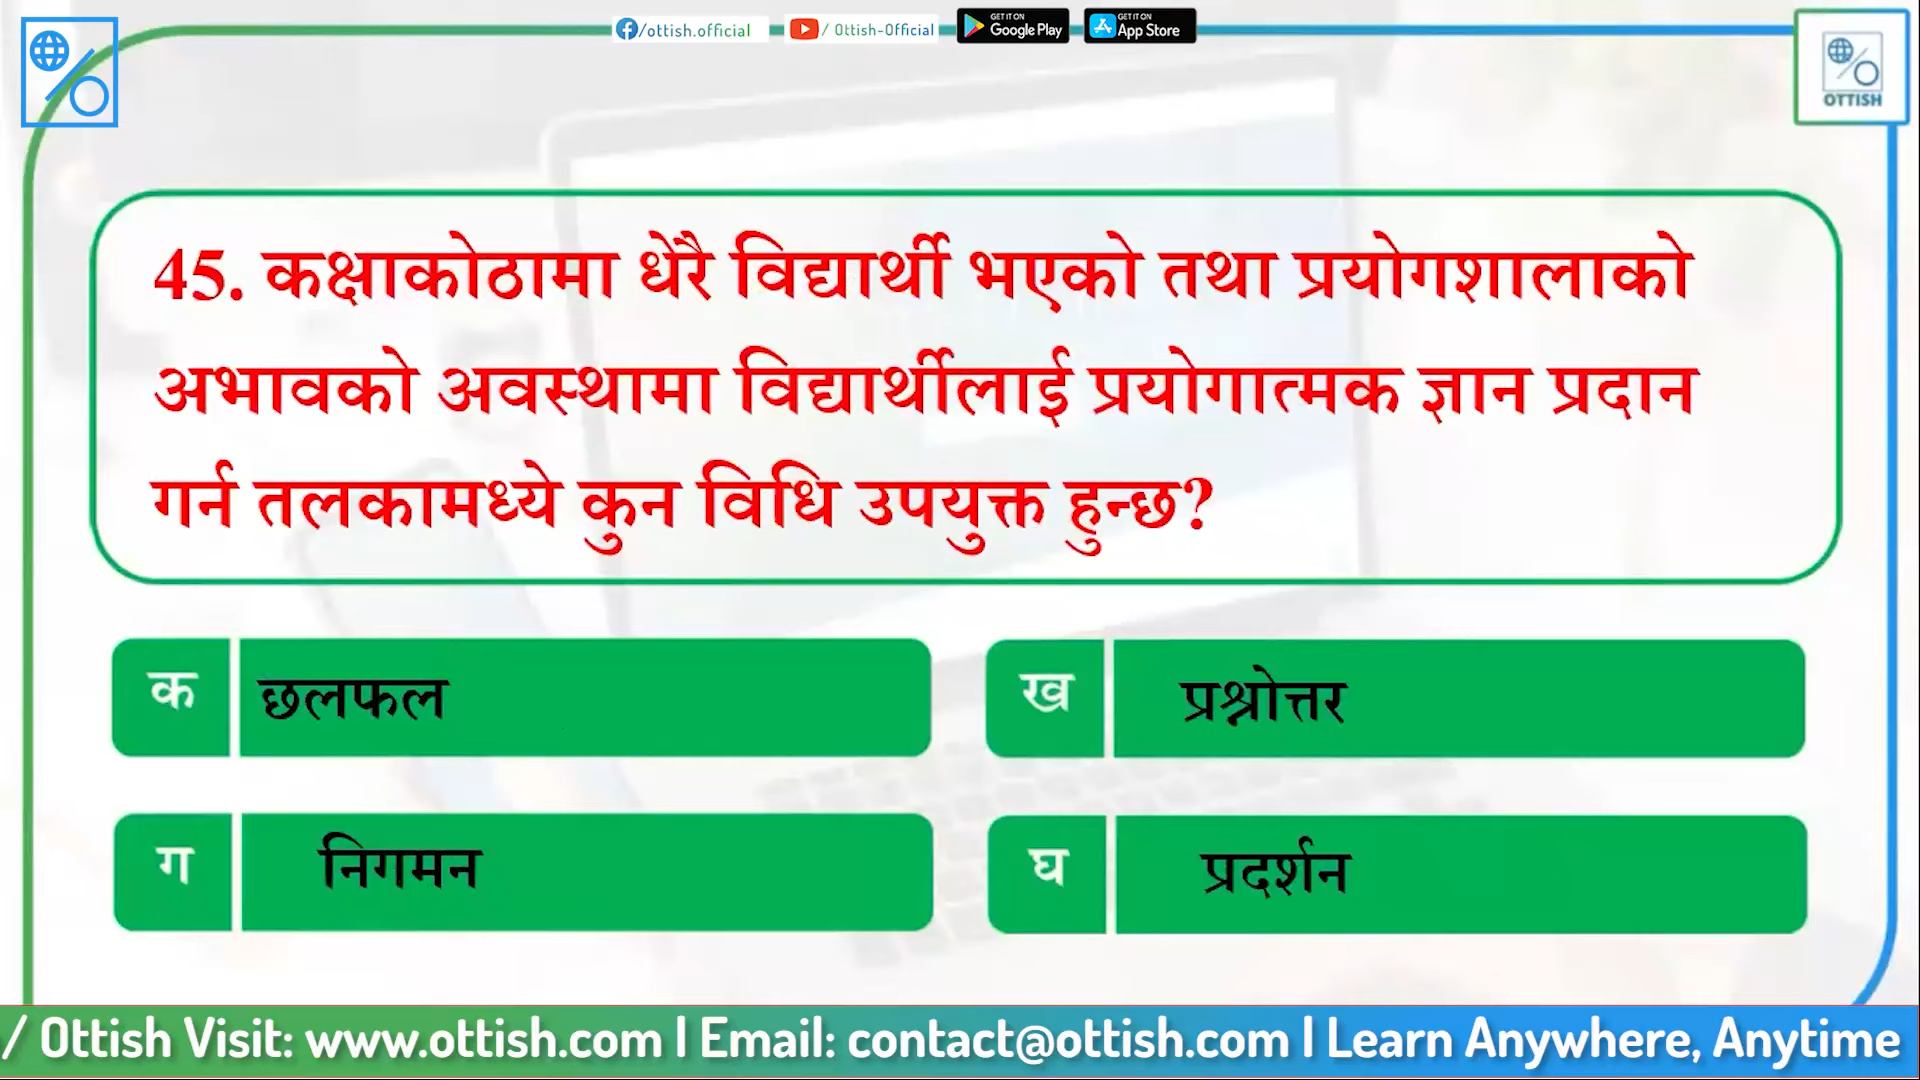 /ottish.official
/ Ottish-Official
GET IT ON
Google Play
GET IT ON
App Store
OTTISH
45. कक्षाकोठामा धेरै विद्यार्थी भएको तथा प्रयोगशालाको
अभावको अवस्थामा विद्यार्थीलाई प्रयोगात्मक ज्ञान प्रदान
गर्न तलकामध्ये कुन विधि उपयुक्त हुन्छ?
क छलफल
ख प्रश्नोत्तर
ग निगमन
घ प्रदर्शन
/ Ottish Visit: www.ottish.com | Email: contact@ottish.com | Learn Anywhere, Anytime